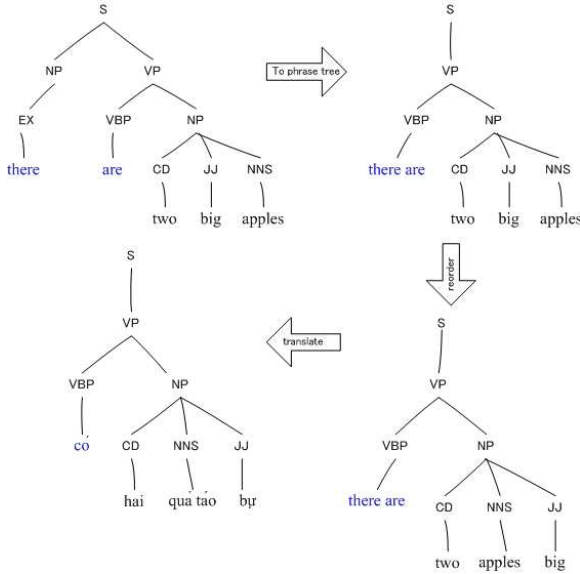 S
NP VP
EX VBP NP
there are CD JJ NNS
two big apples
To phrase tree
S
VP
VBP NP
there are CD JJ NNS
two big apples
reorder
S
VP
VBP NP
there are CD NNS JJ
two apples big
translate
S
VP
VBP NP
có CD NNS JJ
hai quả táo bự